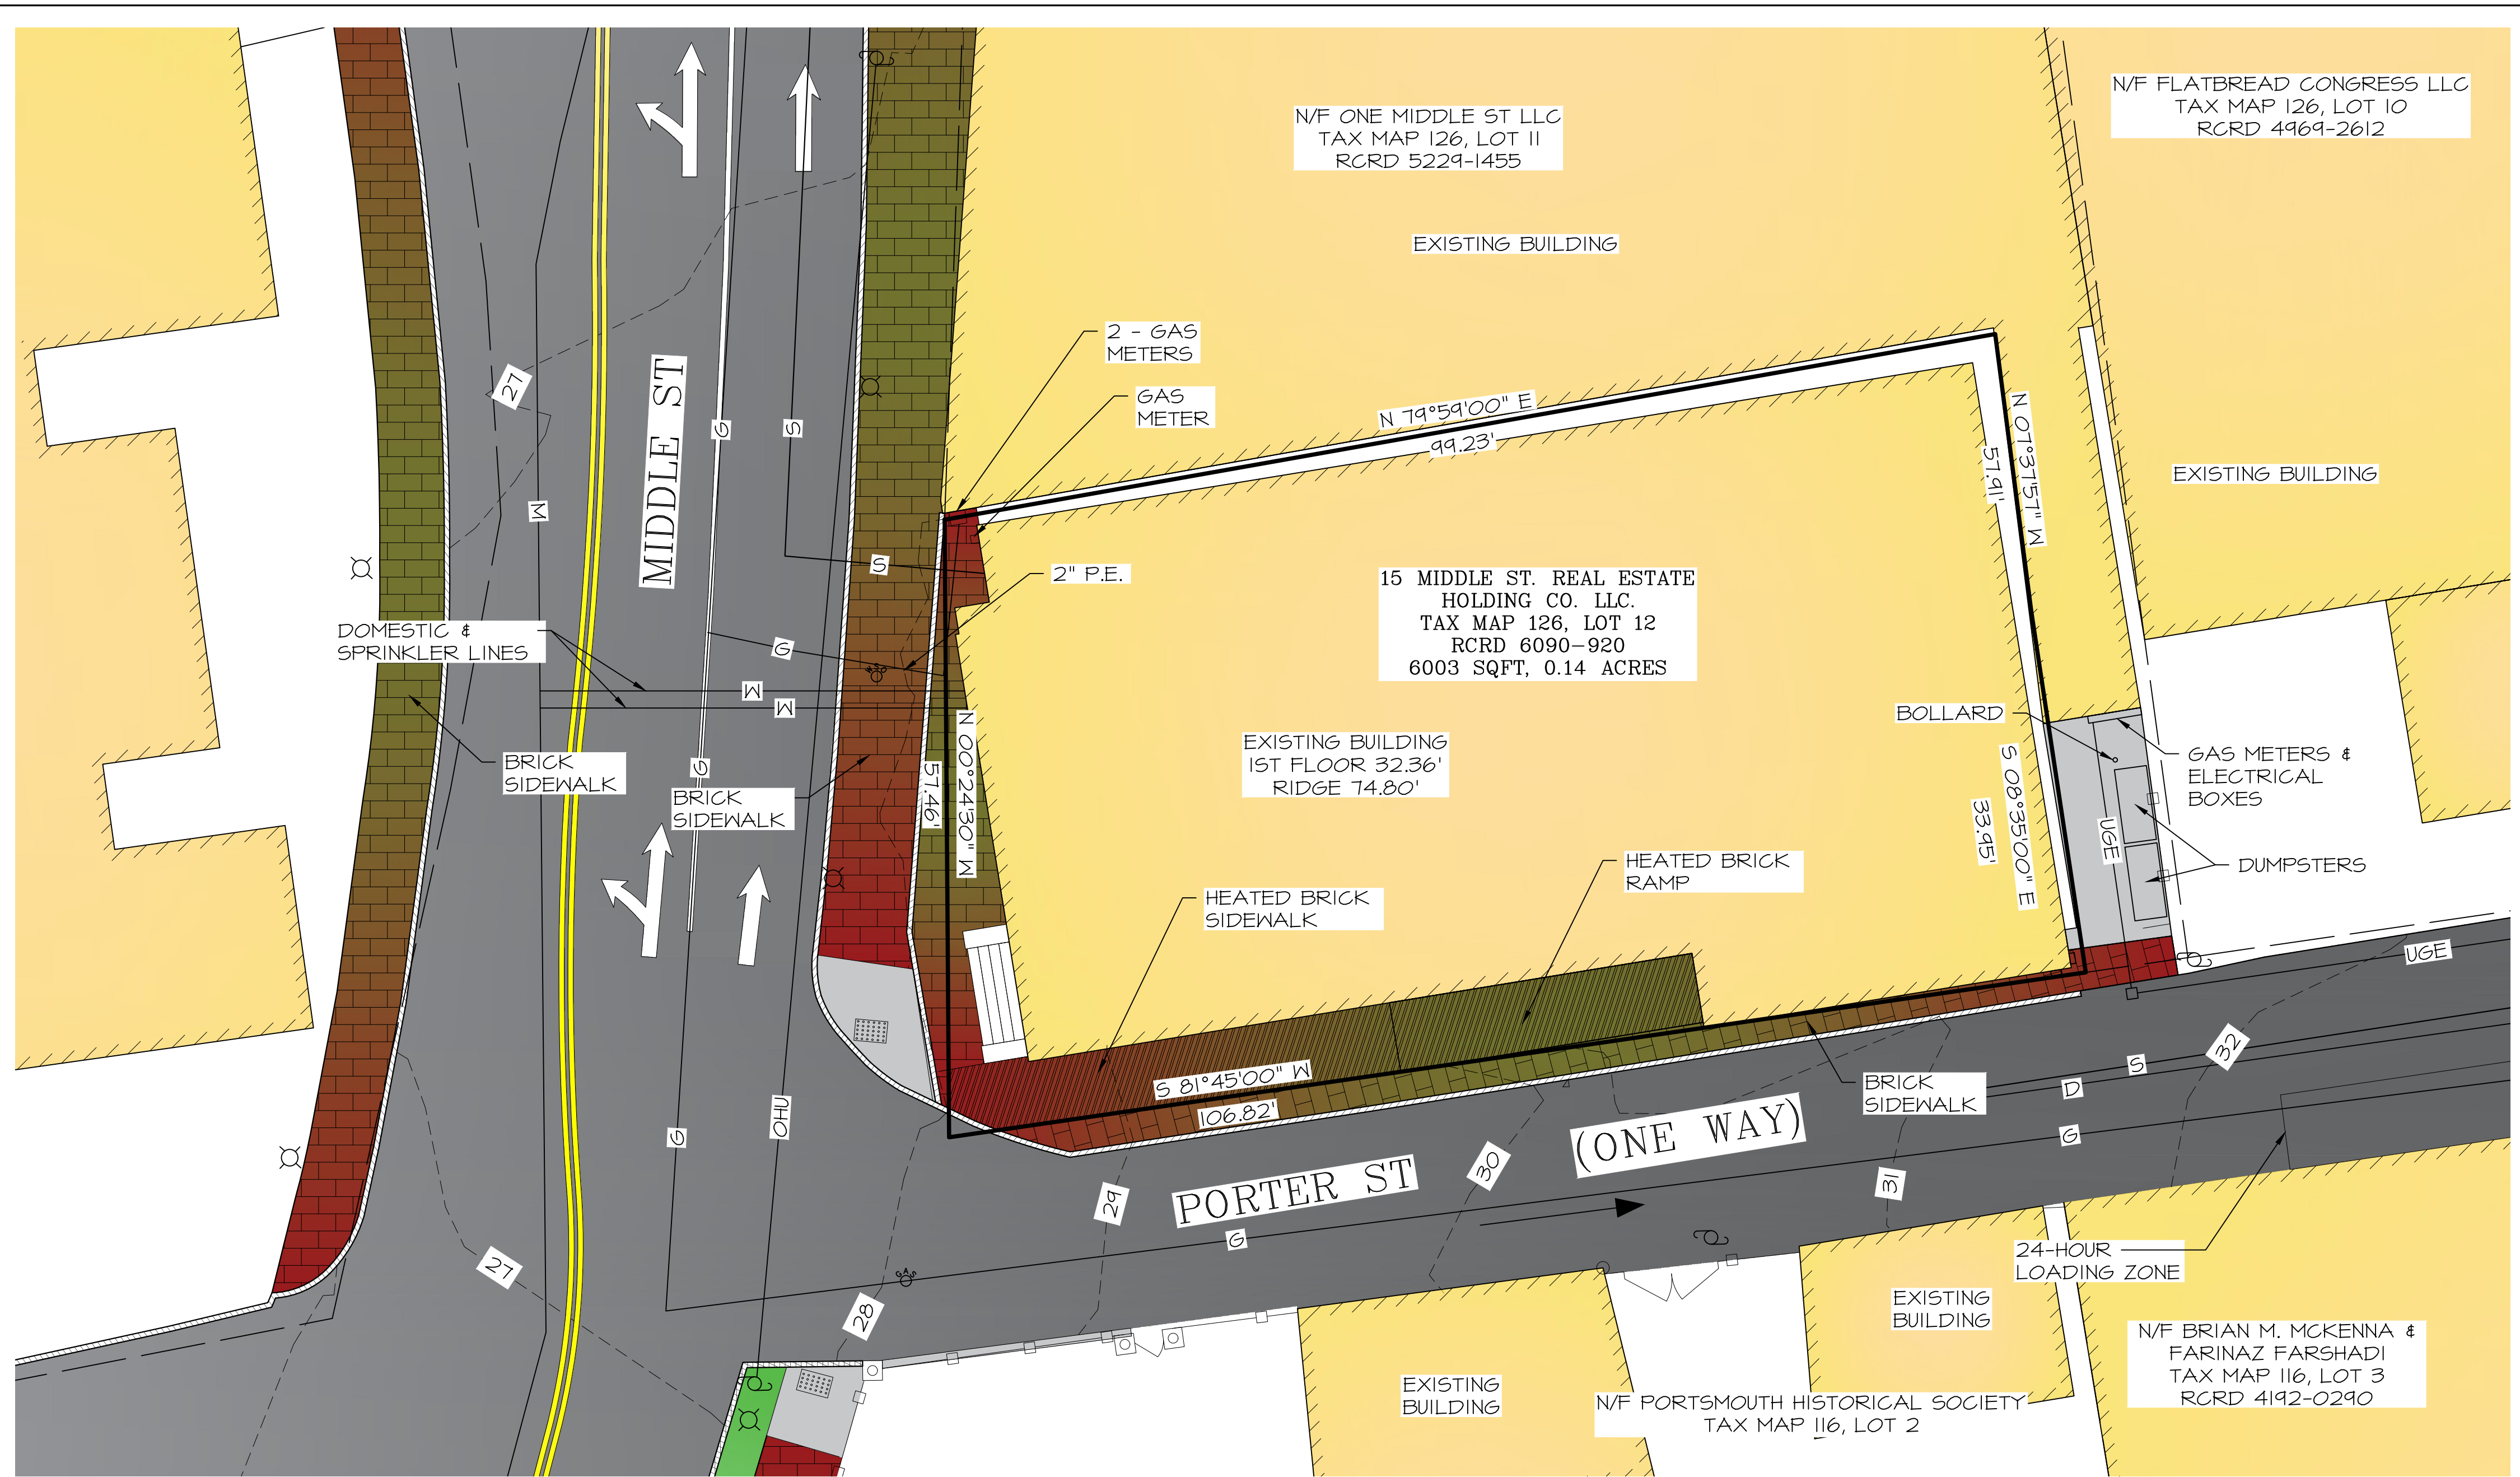 N/F FLATBREAD CONGRESS LLC
TAX MAP 126, LOT 10
RCRD 4969-2612
N/F ONE MIDDLE ST LLC
TAX MAP 126, LOT 11
RCRD 5229-1455
EXISTING BUILDING
2 - GAS
METERS
GAS
METER
27
MIDDLE ST
G
S
N 79°59'00" E
99.23'
N 07°37'57" W
57.91'
EXISTING BUILDING
W
S
2" P.E.
15 MIDDLE ST. REAL ESTATE
HOLDING CO. LLC.
TAX MAP 126, LOT 12
RCRD 6090-920
6003 SQFT, 0.14 ACRES
DOMESTIC &
SPRINKLER LINES
G
GSO
W
W
BOLLARD
N 00°24'30" W
57.46'
EXISTING BUILDING
1ST FLOOR 32.36'
RIDGE 74.80'
BRICK
SIDEWALK
G
BRICK
SIDEWALK
S 08°35'00" E
33.95'
GAS METERS &
ELECTRICAL
BOXES
UGE
DUMPSTERS
HEATED BRICK
RAMP
HEATED BRICK
SIDEWALK
UGE
32
S
D
G
S 81°45'00" W
106.82'
BRICK
SIDEWALK
OHU
G
(ONE WAY)
PORTER ST
30
31
29
G
27
28
GAS
24-HOUR
LOADING ZONE
EXISTING
BUILDING
N/F BRIAN M. MCKENNA &
FARINAZ FARSHADI
TAX MAP 116, LOT 3
RCRD 4192-0290
EXISTING
BUILDING
N/F PORTSMOUTH HISTORICAL SOCIETY
TAX MAP 116, LOT 2